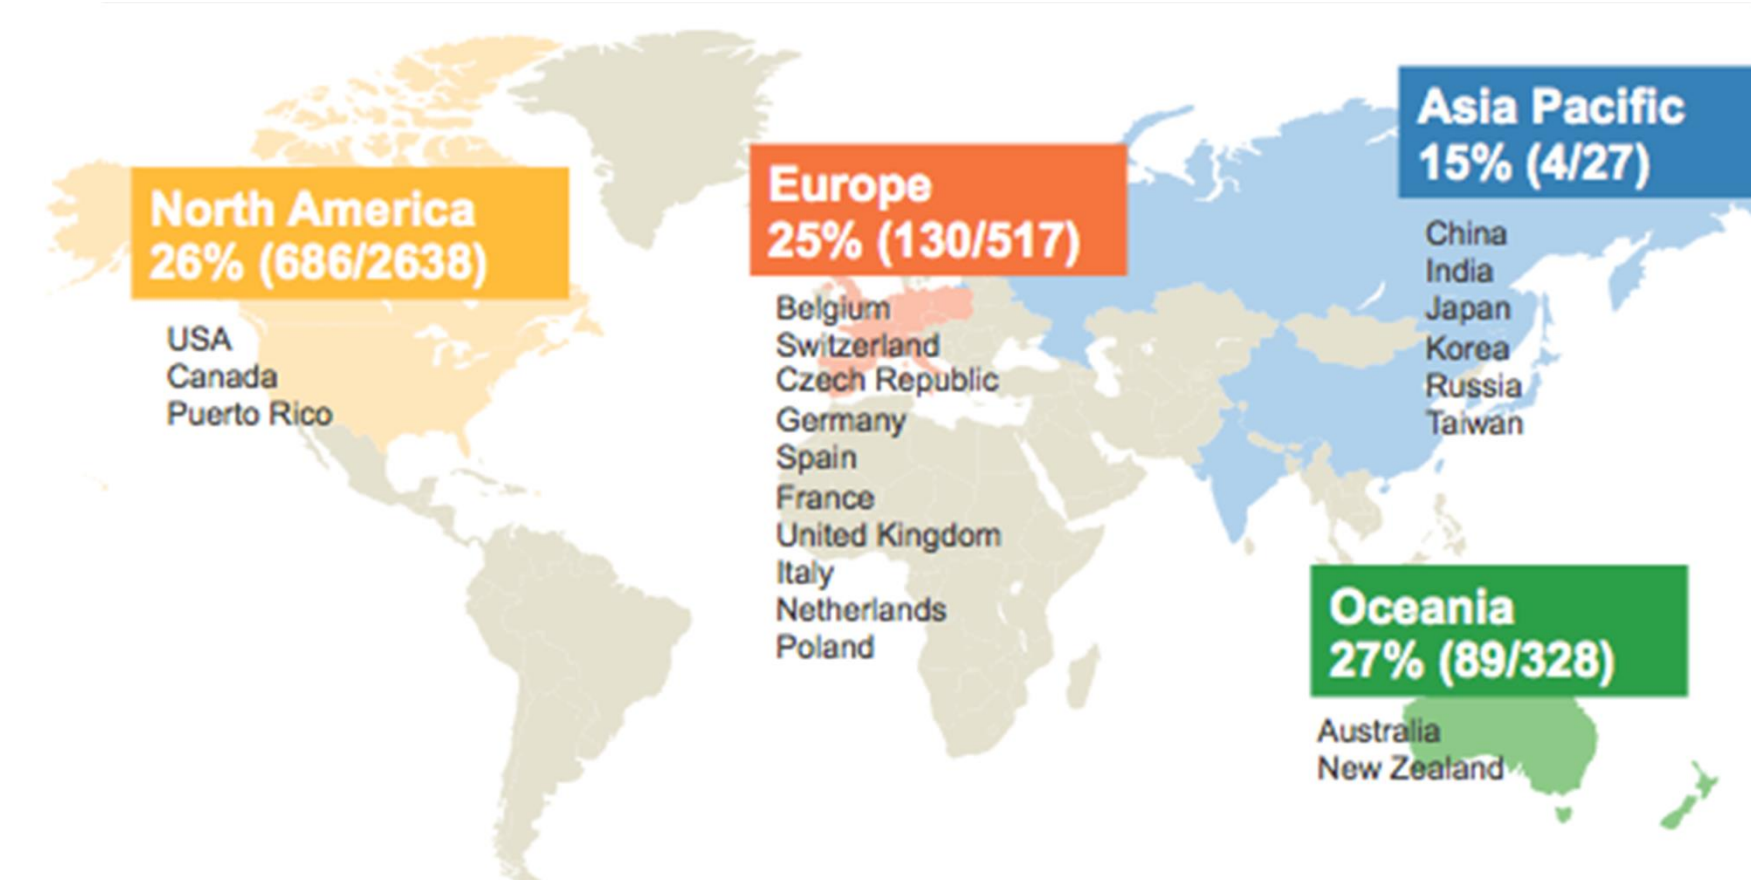 North America
26% (686/2638)
USA
Canada
Puerto Rico
Europe
25% (130/517)
Belgium
Switzerland
Czech Republic
Germany
Spain
France
United Kingdom
Italy
Netherlands
Poland
Asia Pacific
15% (4/27)
China
India
Japan
Korea
Russia
Taiwan
Oceania
27% (89/328)
Australia
New Zealand